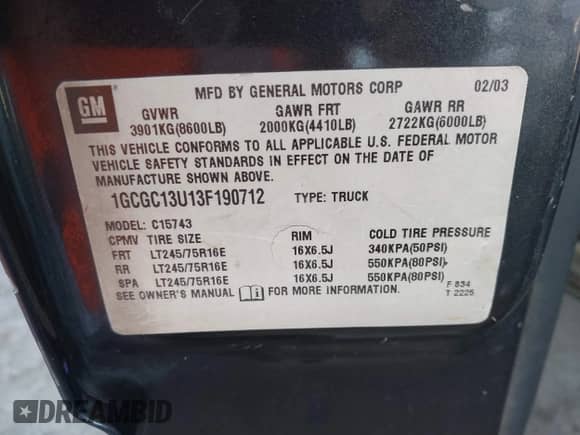 GM
MFD BY GENERAL MOTORS CORP 02/03
GVWR GAWR FRT GAWR RR
3901KG(8600LB) 2000KG(4410LB) 2722KG(6000LB)
THIS VEHICLE CONFORMS TO ALL APPLICABLE U.S. FEDERAL MOTOR
VEHICLE SAFETY STANDARDS IN EFFECT ON THE DATE OF
MANUFACTURE SHOWN ABOVE.
1GCGC13U13F190712 TYPE: TRUCK
MODEL: C15743
CPMV TIRE SIZE RIM COLD TIRE PRESSURE
FRT LT245/75R16E 16X6.5J 340KPA(50PSI)
RR LT245/75R16E 16X6.5J 550KPA(80PSI)
SPA LT245/75R16E 16X6.5J 550KPA(80PSI)
SEE OWNER'S MANUAL FOR MORE INFORMATION.
F 834
T 2225
DREAMBID